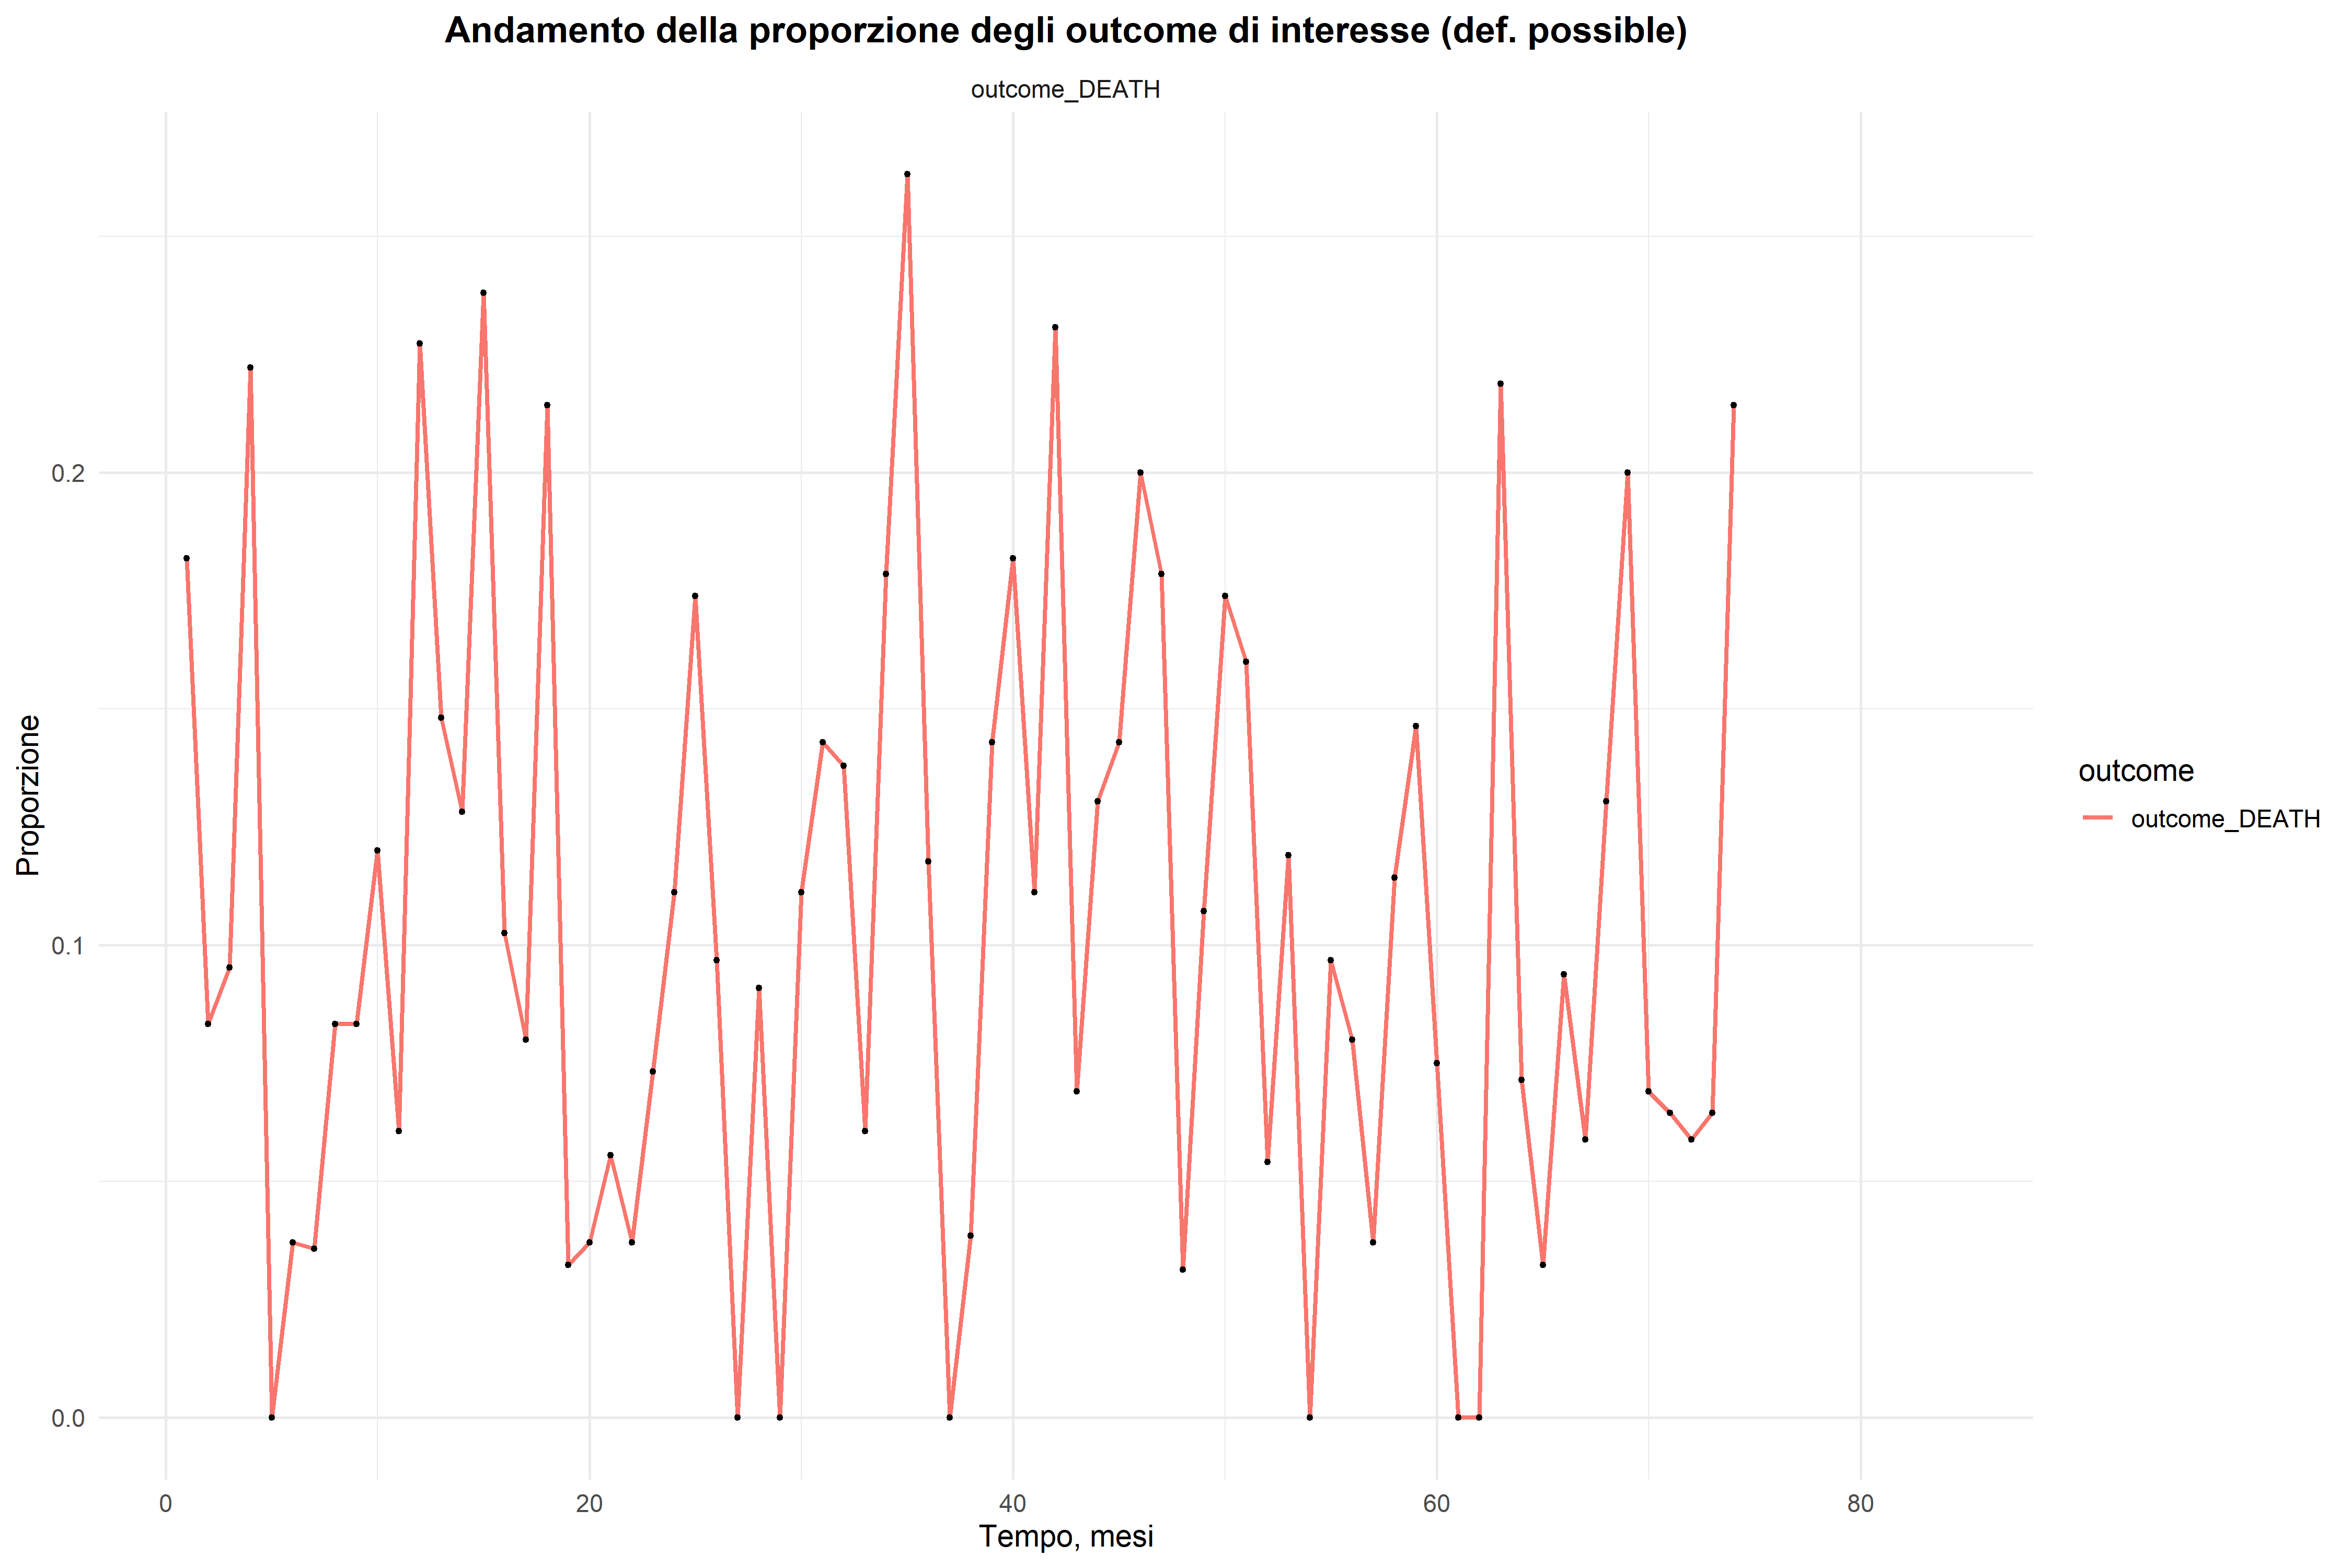 Andamento della proporzione degli outcome di interesse (def. possible)
outcome_DEATH
Proporzione
0.2
0.1
0.0
0 20 40 60 80
Tempo, mesi
outcome
outcome_DEATH